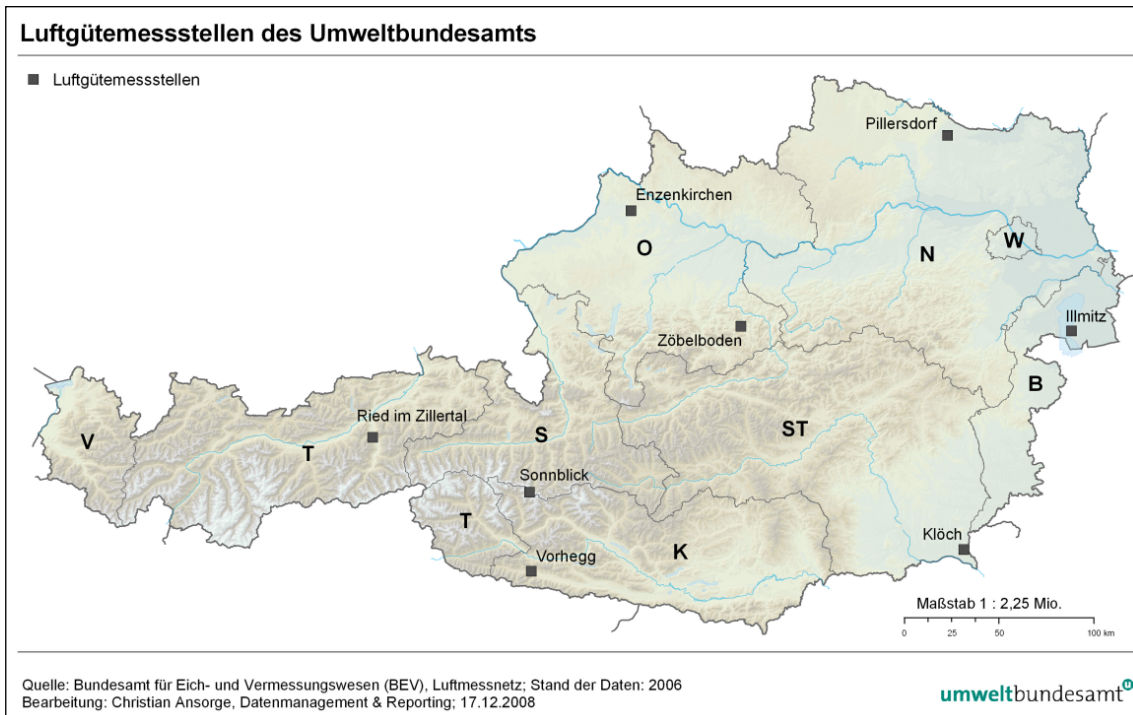 Luftgütemessstellen des Umweltbundesamts
Luftgütemessstellen
Pillersdorf
Enzenkirchen
O
N
W
Illmitz
Zöbelboden
B
Ried im Zillertal
V
T
S
ST
Sonnblick
T
K
Vorhegg
Klöch
Maßstab 1 : 2,25 Mio.
0 25 50 100 km
Quelle: Bundesamt für Eich- und Vermessungswesen (BEV), Luftmessnetz; Stand der Daten: 2006
Bearbeitung: Christian Ansorge, Datenmanagement & Reporting; 17.12.2008
umweltbundesamt u